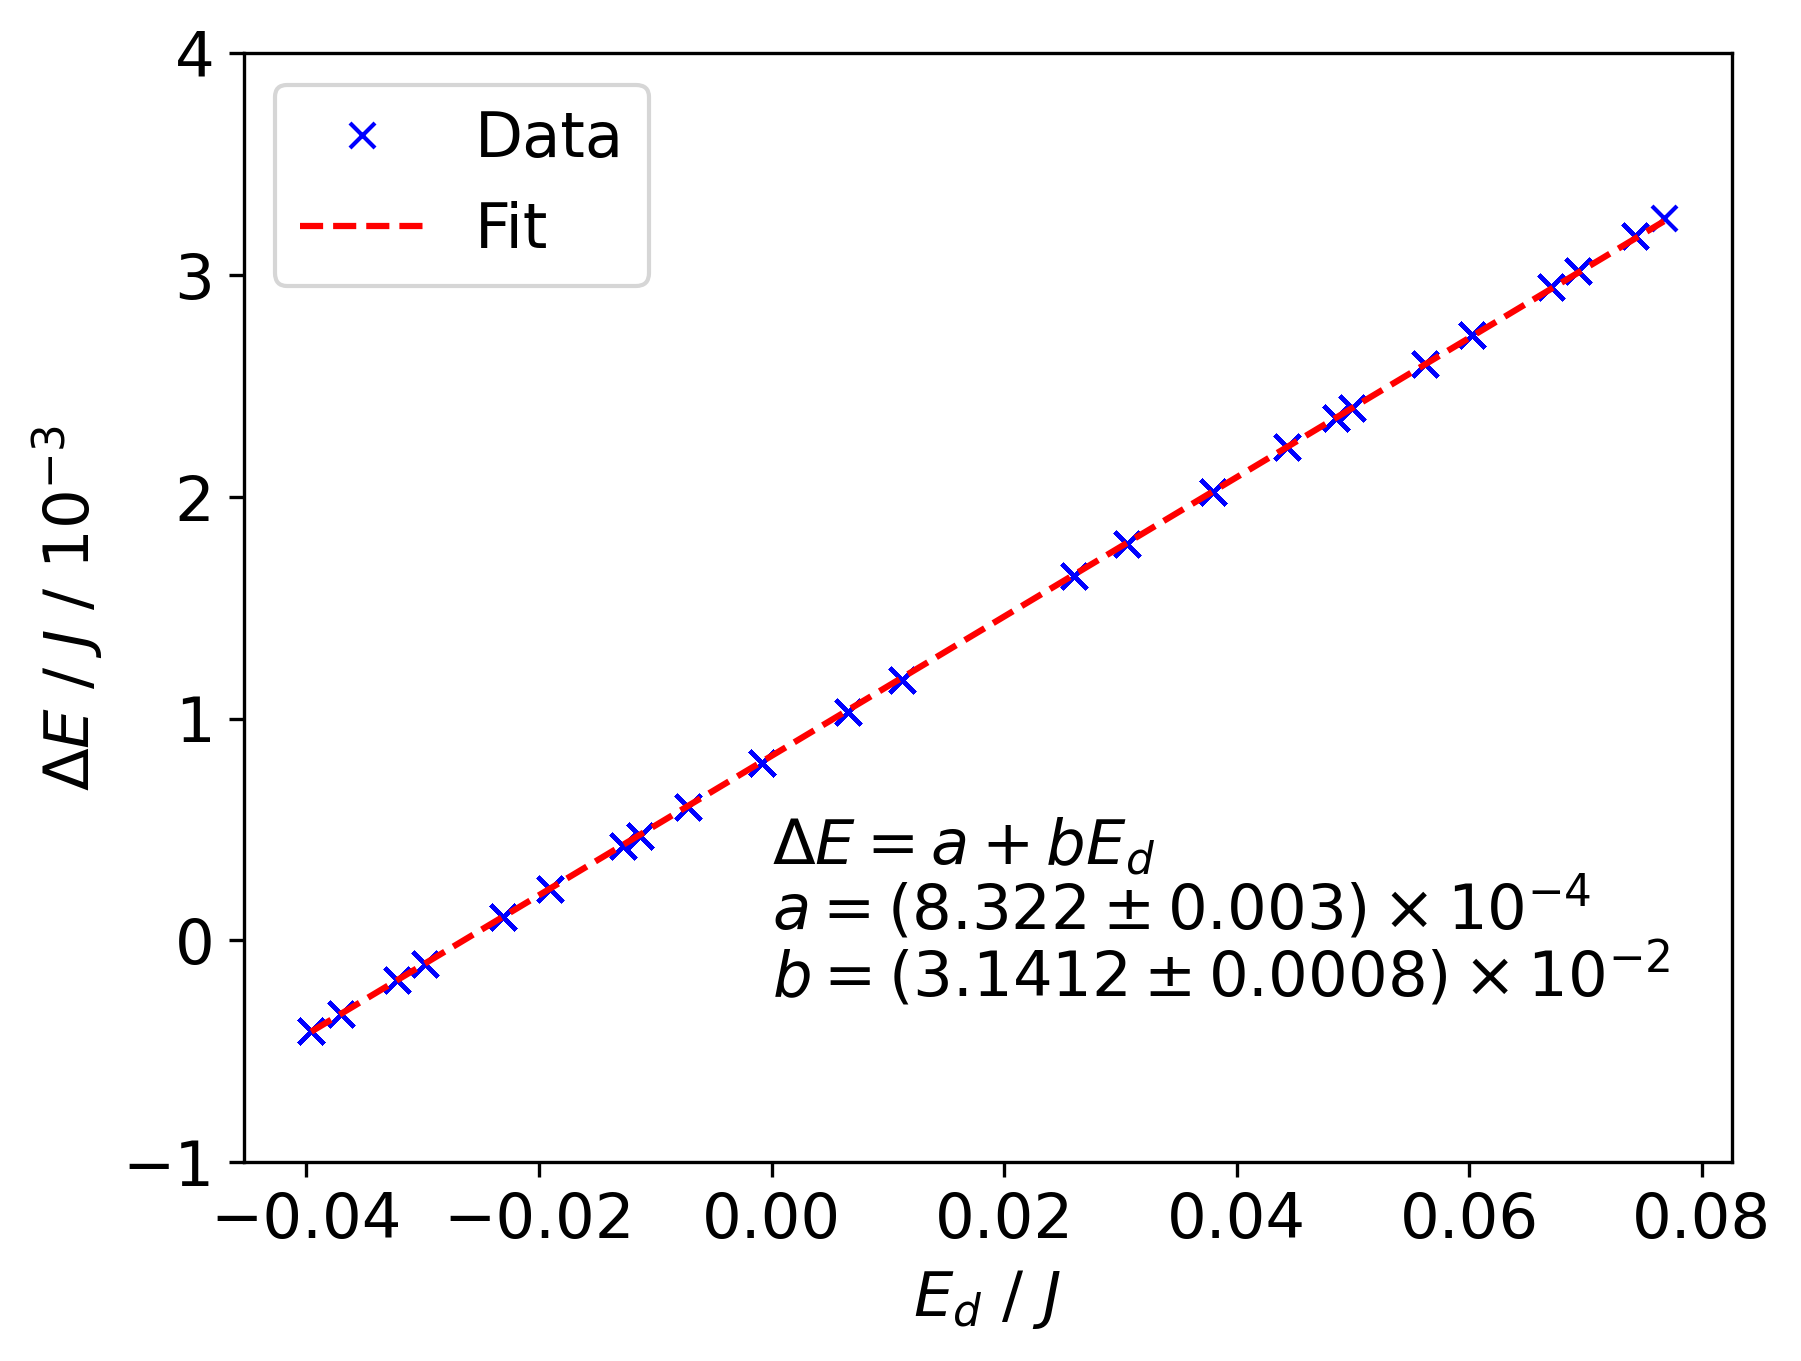 Data
Fit
4
3
2
1
0
−1
ΔE / J / 10⁻³
ΔE = a + bE_d
a = (8.322 ± 0.003) × 10⁻⁴
b = (3.1412 ± 0.0008) × 10⁻²
−0.04 −0.02 0.00 0.02 0.04 0.06 0.08
E_d / J